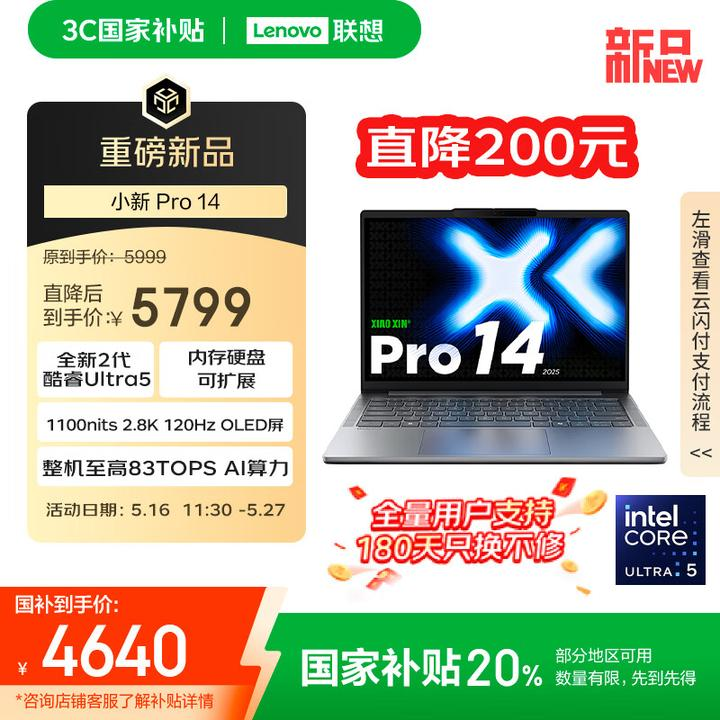 3C国家补贴
Lenovo 联想
新品
NEW
重磅新品
小新 Pro 14
原到手价：5999
直降后
到手价:¥ 5799
全新2代
酷睿Ultra5
内存硬盘
可扩展
1100nits 2.8K 120Hz OLED屏
整机至高83TOPS AI算力
活动日期：5.16 11:30 -5.27
直降200元
XIAO XIN®
Pro 14
2025
左滑查看云闪付支付流程
<<
全量用户支持
180天只换不修
intel
CORE
ULTRA 5
国补到手价:
¥ 4640
*咨询店铺客服了解补贴详情
国家补贴20%
部分地区可用
数量有限，先到先得